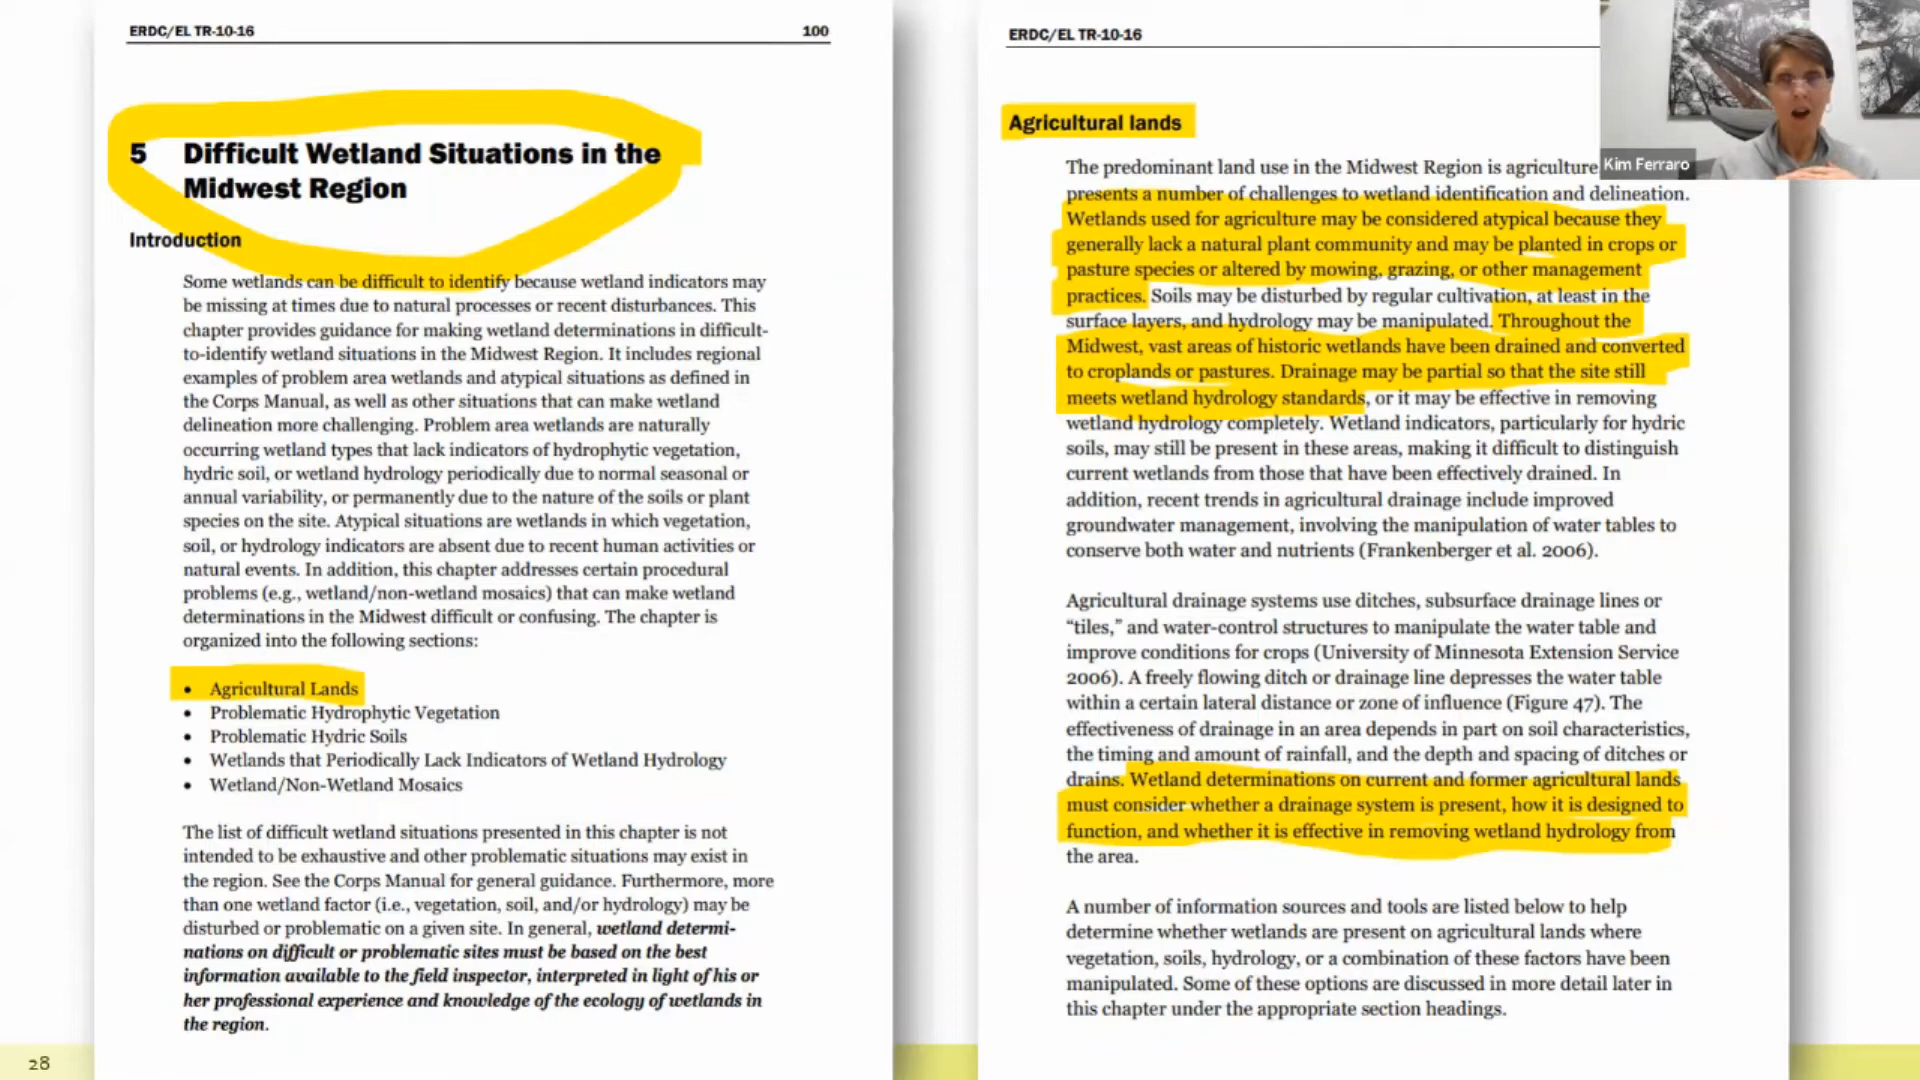 ERDC/EL TR-10-16 100
5 Difficult Wetland Situations in the
Midwest Region
Introduction
Some wetlands can be difficult to identify because wetland indicators may
be missing at times due to natural processes or recent disturbances. This
chapter provides guidance for making wetland determinations in difficult-
to-identify wetland situations in the Midwest Region. It includes regional
examples of problem area wetlands and atypical situations as defined in
the Corps Manual, as well as other situations that can make wetland
delineation more challenging. Problem area wetlands are naturally
occurring wetland types that lack indicators of hydrophytic vegetation,
hydric soil, or wetland hydrology periodically due to normal seasonal or
annual variability, or permanently due to the nature of the soils or plant
species on the site. Atypical situations are wetlands in which vegetation,
soil, or hydrology indicators are absent due to recent human activities or
natural events. In addition, this chapter addresses certain procedural
problems (e.g., wetland/non-wetland mosaics) that can make wetland
determinations in the Midwest difficult or confusing. The chapter is
organized into the following sections:
• Agricultural Lands
• Problematic Hydrophytic Vegetation
• Problematic Hydric Soils
• Wetlands that Periodically Lack Indicators of Wetland Hydrology
• Wetland/Non-Wetland Mosaics
The list of difficult wetland situations presented in this chapter is not
intended to be exhaustive and other problematic situations may exist in
the region. See the Corps Manual for general guidance. Furthermore, more
than one wetland factor (i.e., vegetation, soil, and/or hydrology) may be
disturbed or problematic on a given site. In general, wetland determi-
nations on difficult or problematic sites must be based on the best
information available to the field inspector, interpreted in light of his or
her professional experience and knowledge of the ecology of wetlands in
the region.
28
ERDC/EL TR-10-16
Agricultural lands
The predominant land use in the Midwest Region is agriculture
presents a number of challenges to wetland identification and delineation.
Wetlands used for agriculture may be considered atypical because they
generally lack a natural plant community and may be planted in crops or
pasture species or altered by mowing, grazing, or other management
practices. Soils may be disturbed by regular cultivation, at least in the
surface layers, and hydrology may be manipulated. Throughout the
Midwest, vast areas of historic wetlands have been drained and converted
to croplands or pastures. Drainage may be partial so that the site still
meets wetland hydrology standards, or it may be effective in removing
wetland hydrology completely. Wetland indicators, particularly for hydric
soils, may still be present in these areas, making it difficult to distinguish
current wetlands from those that have been effectively drained. In
addition, recent trends in agricultural drainage include improved
groundwater management, involving the manipulation of water tables to
conserve both water and nutrients (Frankenberger et al. 2006).
Agricultural drainage systems use ditches, subsurface drainage lines or
“tiles,” and water-control structures to manipulate the water table and
improve conditions for crops (University of Minnesota Extension Service
2006). A freely flowing ditch or drainage line depresses the water table
within a certain lateral distance or zone of influence (Figure 47). The
effectiveness of drainage in an area depends in part on soil characteristics,
the timing and amount of rainfall, and the depth and spacing of ditches or
drains. Wetland determinations on current and former agricultural lands
must consider whether a drainage system is present, how it is designed to
function, and whether it is effective in removing wetland hydrology from
the area.
A number of information sources and tools are listed below to help
determine whether wetlands are present on agricultural lands where
vegetation, soils, hydrology, or a combination of these factors have been
manipulated. Some of these options are discussed in more detail later in
this chapter under the appropriate section headings.
Kim Ferraro